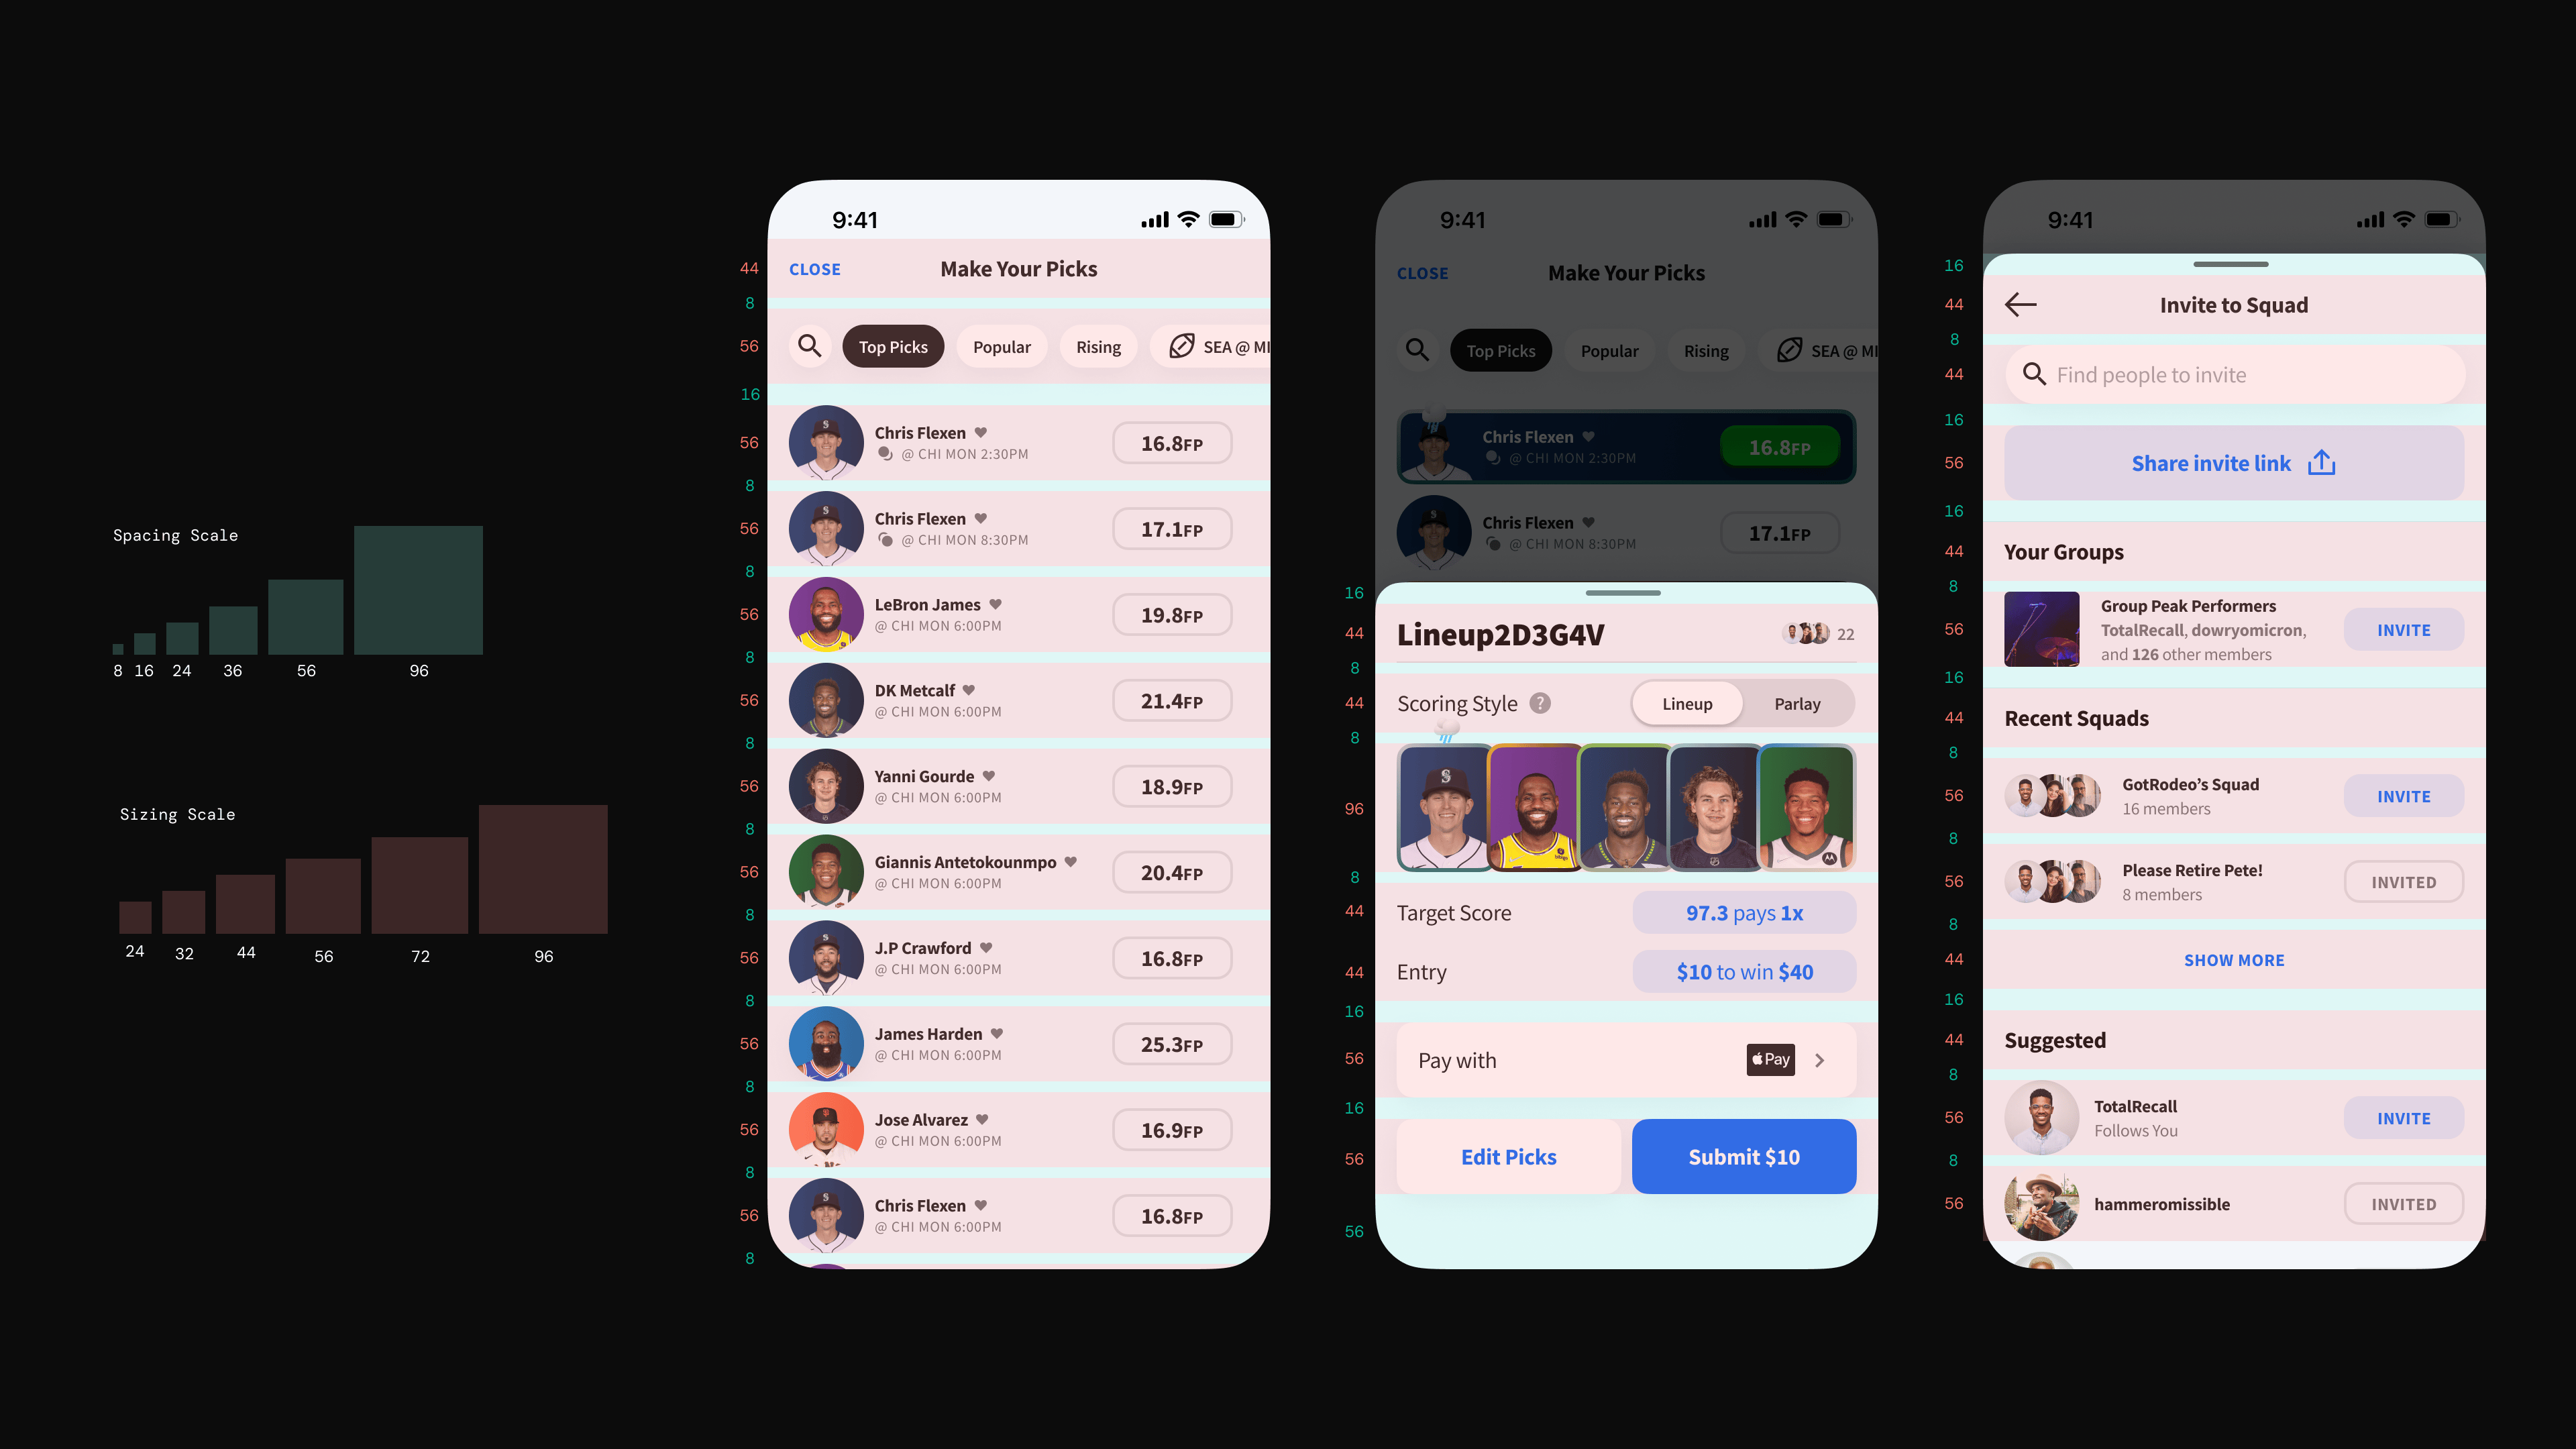 Spacing Scale
8 16 24 36 56 96
Sizing Scale
24 32 44 56 72 96
9:41
44
CLOSE Make Your Picks
8
56
Top Picks Popular Rising SEA @ MI
16
56
Chris Flexen
@ CHI MON 2:30PM
16.8FP
8
56
Chris Flexen
@ CHI MON 8:30PM
17.1FP
8
56
LeBron James
@ CHI MON 6:00PM
19.8FP
8
56
DK Metcalf
@ CHI MON 6:00PM
21.4FP
8
56
Yanni Gourde
@ CHI MON 6:00PM
18.9FP
8
56
Giannis Antetokounmpo
@ CHI MON 6:00PM
20.4FP
8
56
J.P Crawford
@ CHI MON 6:00PM
16.8FP
8
56
James Harden
@ CHI MON 6:00PM
25.3FP
8
56
Jose Alvarez
@ CHI MON 6:00PM
16.9FP
8
56
Chris Flexen
@ CHI MON 6:00PM
16.8FP
8
9:41
CLOSE Make Your Picks
Top Picks Popular Rising SEA @ MI
Chris Flexen
@ CHI MON 2:30PM
16.8FP
Chris Flexen
@ CHI MON 8:30PM
17.1FP
16
44
Lineup2D3G4V 22
8
44
Scoring Style ? Lineup Parlay
8
S
96
8
44
Target Score 97.3 pays 1x
44
Entry $10 to win $40
16
56
Pay with Pay
16
56
Edit Picks Submit $10
56
9:41
16
44
Invite to Squad
8
44
Find people to invite
16
56
Share invite link
16
44
Your Groups
8
56
Group Peak Performers
TotalRecall, dowryomicron,
and 126 other members
INVITE
16
44
Recent Squads
8
56
GotRodeo’s Squad
16 members
INVITE
8
56
Please Retire Pete!
8 members
INVITED
8
44
SHOW MORE
16
44
Suggested
8
56
TotalRecall
Follows You
INVITE
8
56
hammeromissible
INVITED